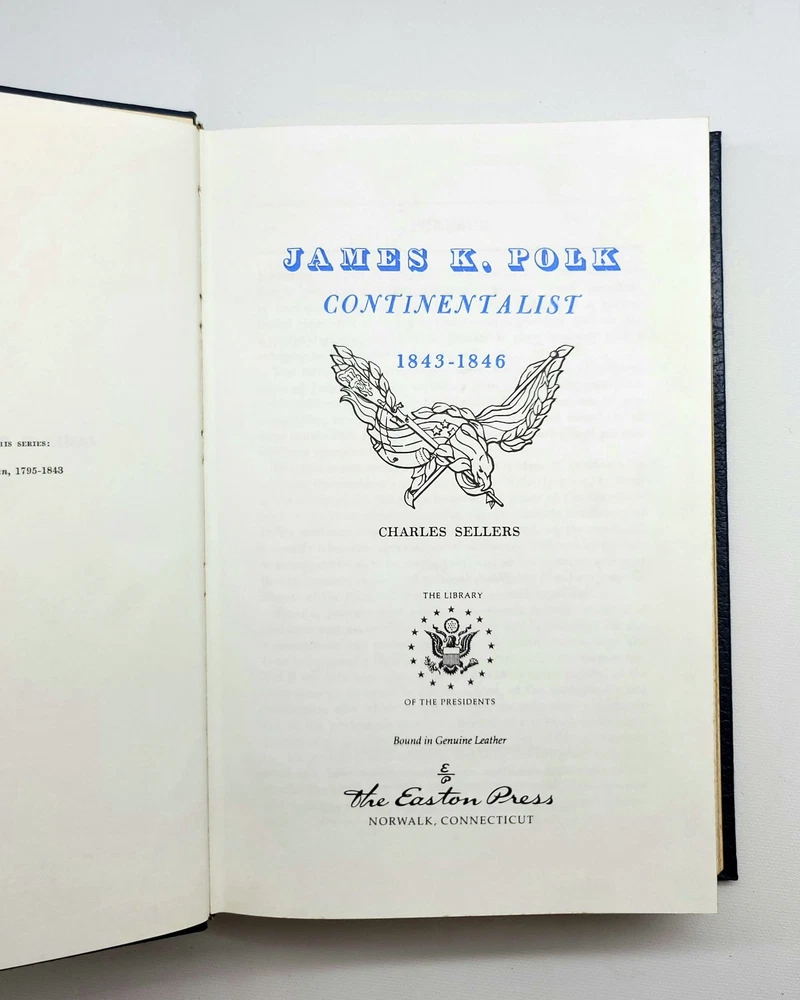 SERIES:
1795-1843
JAMES K. POLK
CONTINENTALIST
1843-1846
CHARLES SELLERS
THE LIBRARY
OF THE PRESIDENTS
Bound in Genuine Leather
E
P
The Easton Press
NORWALK, CONNECTICUT